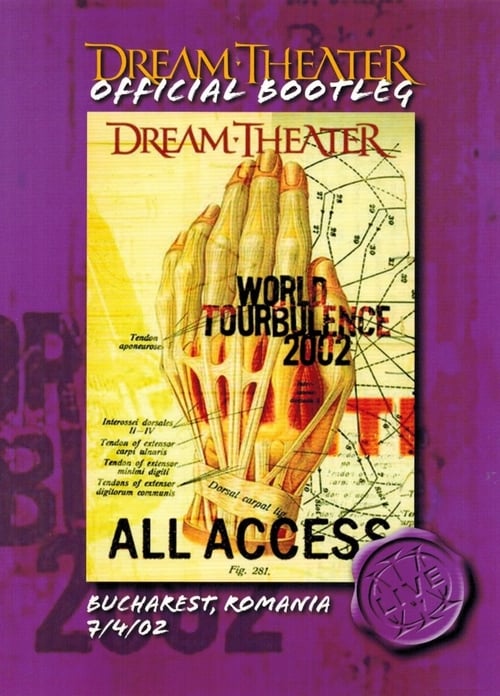 DREAM·THEATER
OFFICIAL BOOTLEG
DREAM·THEATER
WORLD
TOURBULENCE
2002
Tendon
aponeuroses
Interossei dorsales
II—IV
Tendon of extensor
carpi ulnaris
Tendon of extensor
minimi digiti
Tendons of extensor
digitorum communis
Dorsal carpal lig.
ALL ACCESS
Fig. 281.
LIVE
BUCHAREST, ROMANIA
7/4/02
2002